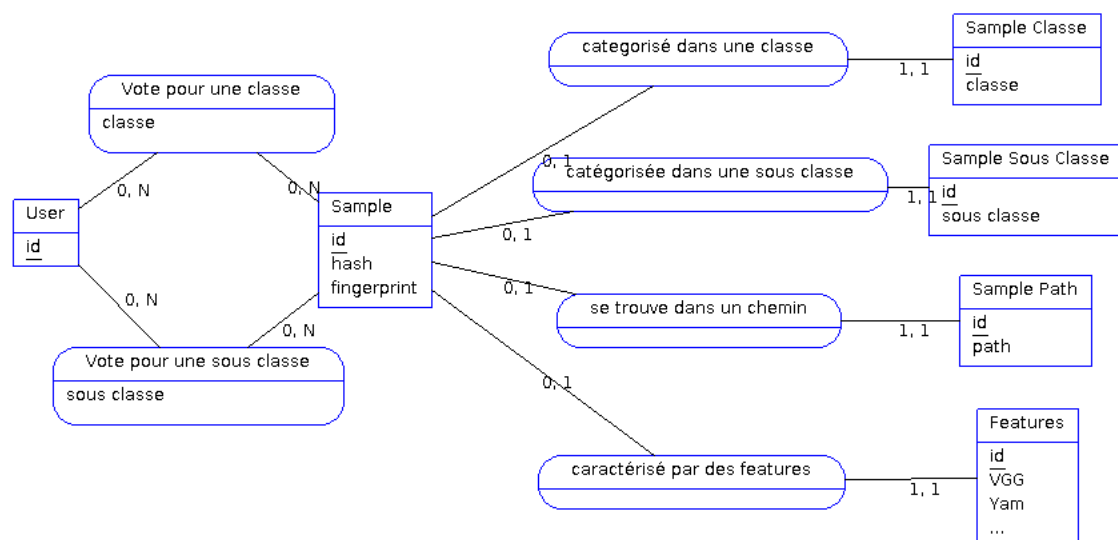 Vote pour une classe
classe
0, N
0, N
User
id
Sample
id
hash
fingerprint
0, N
0, N
Vote pour une sous classe
sous classe
categorisé dans une classe
0, 1
1, 1
Sample Classe
id
classe
catégorisée dans une sous classe
0, 1
1, 1
Sample Sous Classe
id
sous classe
se trouve dans un chemin
0, 1
1, 1
Sample Path
id
path
caractérisé par des features
0, 1
1, 1
Features
id
VGG
Yam
...